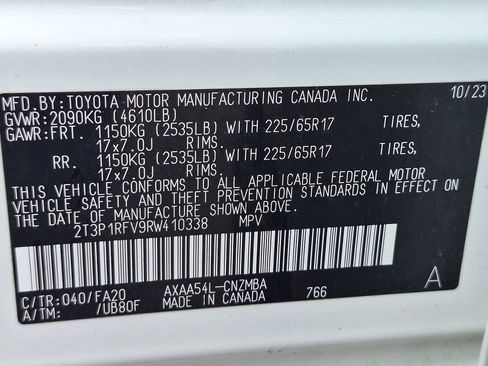 MFD.BY:TOYOTA MOTOR MANUFACTURING CANADA INC. 10/23
GVWR:2090KG (4610LB)
GAWR:FRT. 1150KG (2535LB) WITH 225/65R17 TIRES,
17x7.0J RIMS.
RR. 1150KG (2535LB) WITH 225/65R17 TIRES,
17x7.0J RIMS.
THIS VEHICLE CONFORMS TO ALL APPLICABLE FEDERAL MOTOR
VEHICLE SAFETY AND THEFT PREVENTION STANDARDS IN EFFECT ON
THE DATE OF MANUFACTURE SHOWN ABOVE.
2T3P1RFV9RW410338 MPV
C/TR:040/FA20 AXAA54L-CNZMBA A
A/TM: /UB80F MADE IN CANADA 766